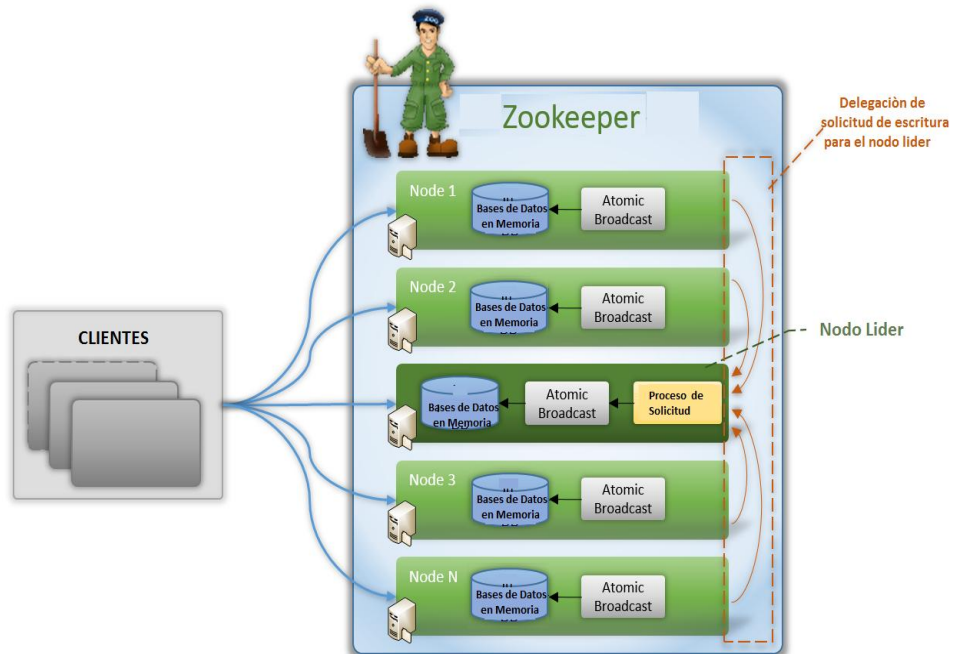 ZOO
Zookeeper
Delegaciòn de
solicitud de escritura
para el nodo lider
Node 1
Bases de Datos
en Memoria
Atomic
Broadcast
Node 2
Bases de Datos
en Memoria
Atomic
Broadcast
Nodo Lider
CLIENTES
Bases de Datos
en Memoria
Atomic
Broadcast
Proceso de
Solicitud
Node 3
Bases de Datos
en Memoria
Atomic
Broadcast
Node N
Bases de Datos
en Memoria
Atomic
Broadcast